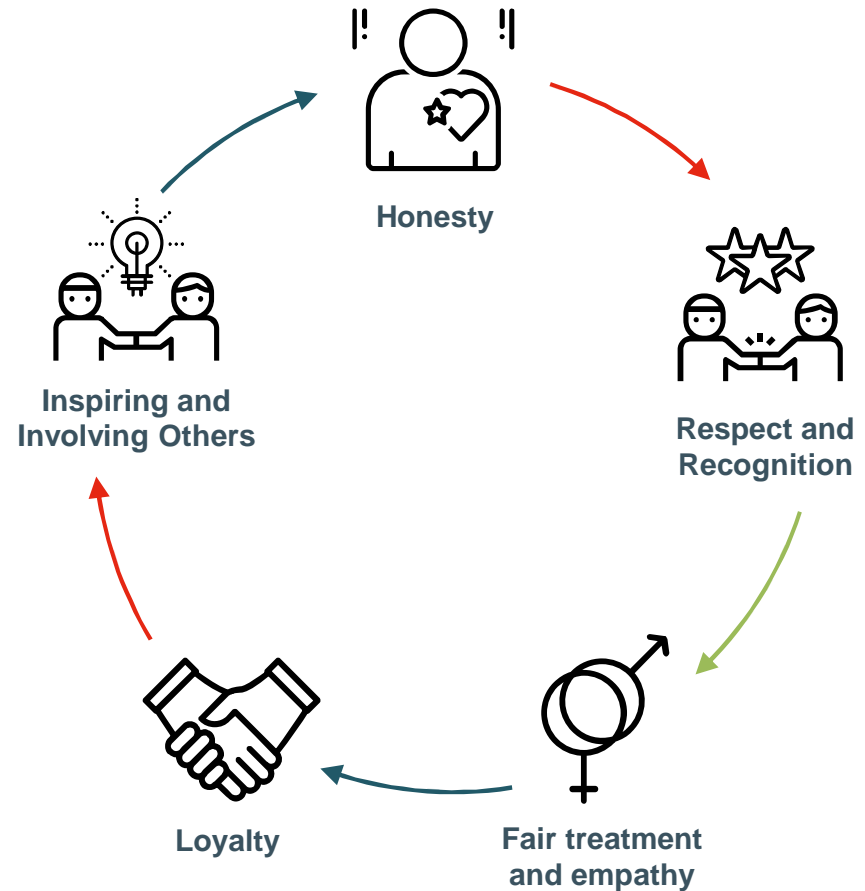 Honesty
Respect and
Recognition
Fair treatment
and empathy
Loyalty
Inspiring and
Involving Others